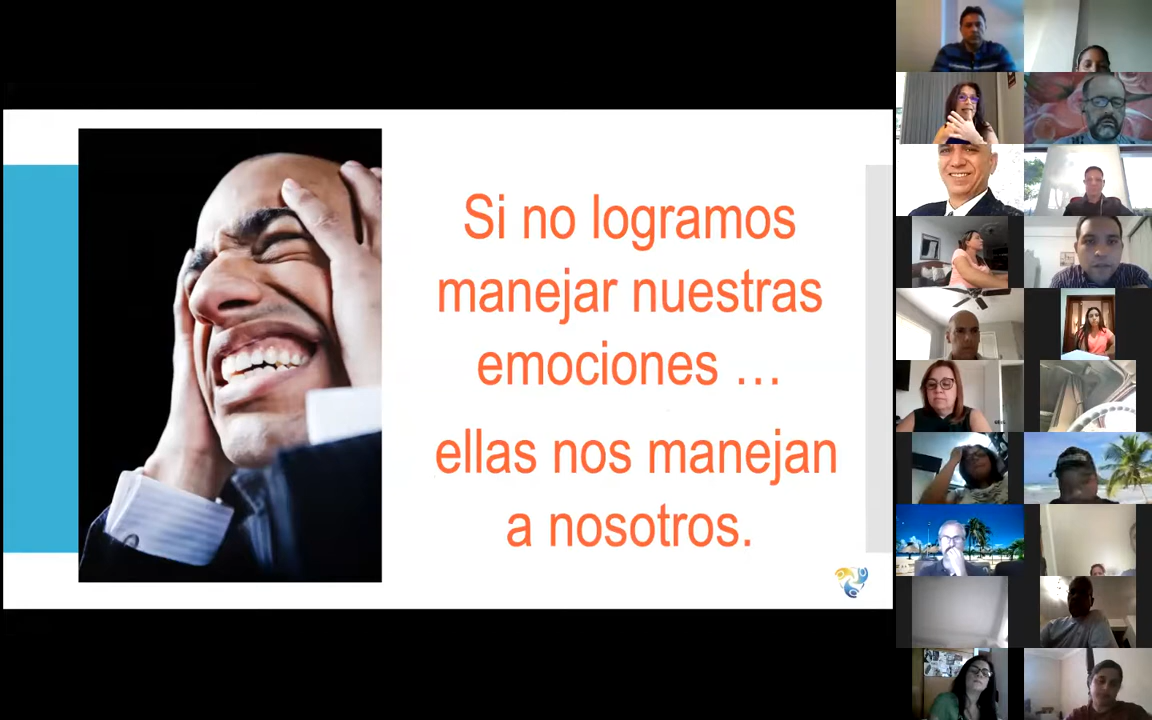 Si no logramos
manejar nuestras
emociones …
ellas nos manejan
a nosotros.